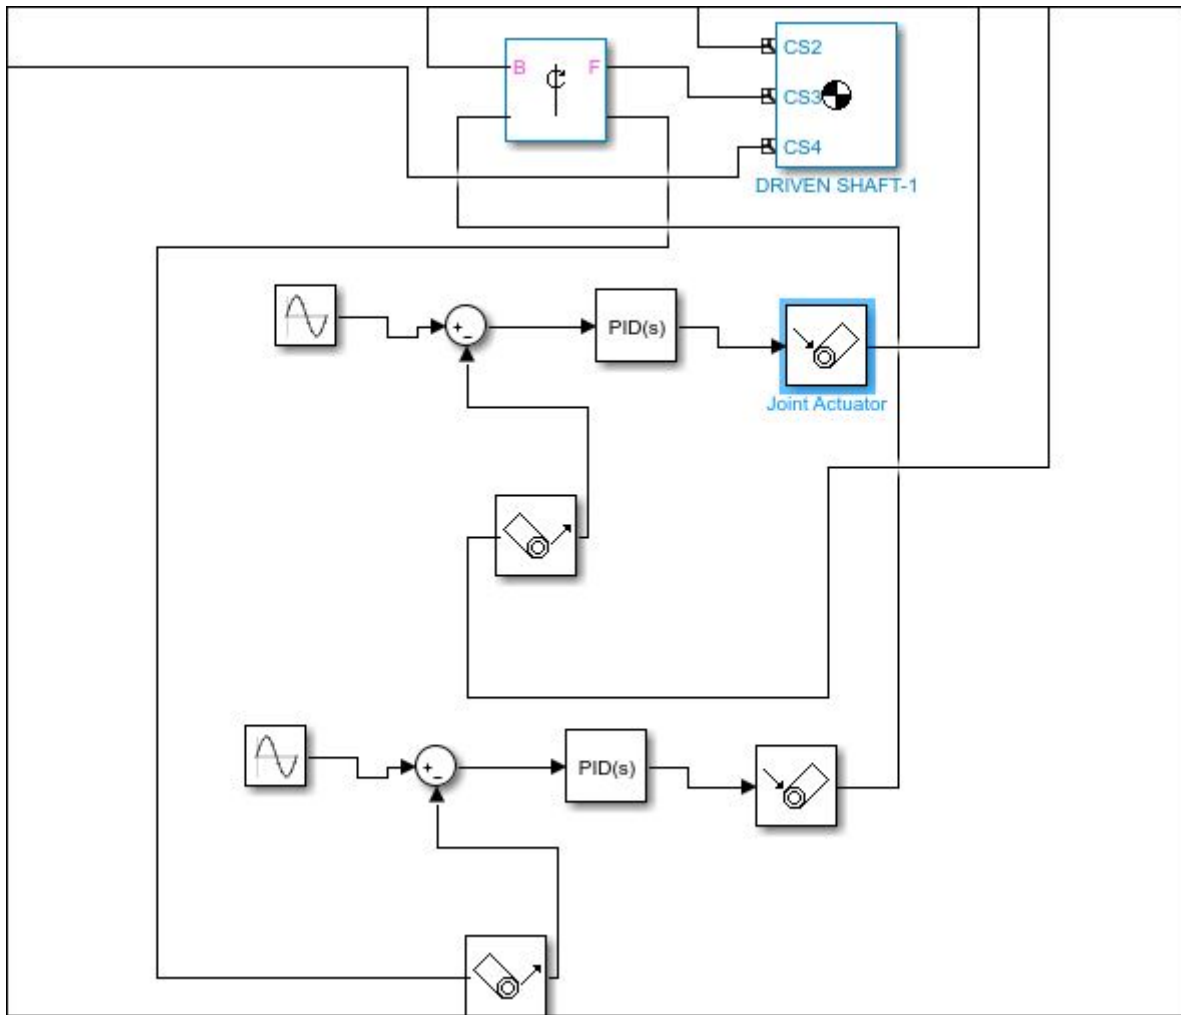 CS2
B
F
CS3
CS4
DRIVEN SHAFT-1
PID(s)
Joint Actuator
PID(s)